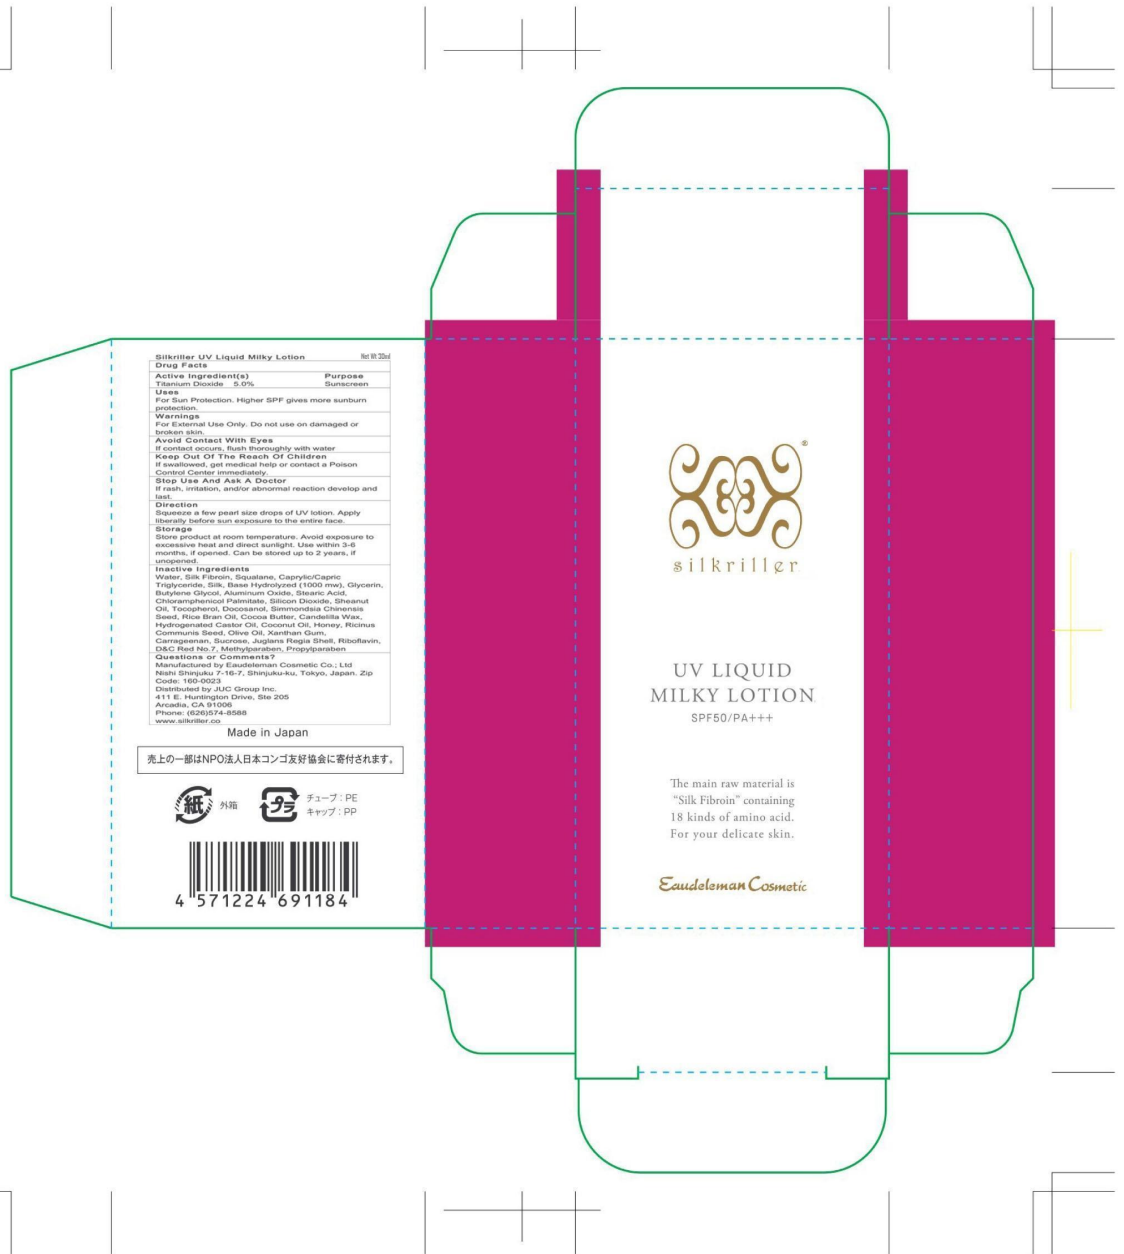 Silkriller UV Liquid Milky Lotion Net Wt 30ml
Drug Facts
Active Ingredient(s) Purpose
Titanium Dioxide 5.0% Sunscreen
Uses
For Sun Protection. Higher SPF gives more sunburn
protection.
Warnings
For External Use Only. Do not use on damaged or
broken skin.
Avoid Contact With Eyes
If contact occurs, flush thoroughly with water
Keep Out Of The Reach Of Children
If swallowed, get medical help or contact a Poison
Control Center immediately.
Stop Use And Ask A Doctor
If rash, irritation, and/or abnormal reaction develop and
last.
Direction
Squeeze a few pearl size drops of UV lotion. Apply
liberally before sun exposure to the entire face.
Storage
Store product at room temperature. Avoid exposure to
excessive heat and direct sunlight. Use within 3-6
months, if opened. Can be stored up to 2 years, if
unopened.
Inactive Ingredients
Water, Silk Fibroin, Squalane, Caprylic/Capric
Triglyceride, Silk, Base Hydrolyzed (1000 mw), Glycerin,
Butylene Glycol, Aluminum Oxide, Stearic Acid,
Chloramphenicol Palmitate, Silicon Dioxide, Sheanut
Oil, Tocopherol, Docosanol, Simmondsia Chinensis
Seed, Rice Bran Oil, Cocoa Butter, Candelilla Wax,
Hydrogenated Castor Oil, Coconut Oil, Honey, Ricinus
Communis Seed, Olive Oil, Xanthan Gum,
Carrageenan, Sucrose, Juglans Regia Shell, Riboflavin,
D&C Red No.7, Methylparaben, Propylparaben
Questions or Comments?
Manufactured by Eaudeleman Cosmetic Co.; Ltd
Nishi Shinjuku 7-16-7, Shinjuku-ku, Tokyo, Japan. Zip
Code: 160-0023
Distributed by JUC Group Inc.
411 E. Huntington Drive, Ste 205
Arcadia, CA 91006
Phone: (626)574-8588
www.silkriller.co
Made in Japan
売上の一部はNPO法人日本コンゴ友好協会に寄付されます。
紙 外箱 プラ チューブ：PE
キャップ：PP
4 571224 691184
®
silkriller
UV LIQUID
MILKY LOTION
SPF50/PA+++
The main raw material is
"Silk Fibroin" containing
18 kinds of amino acid.
For your delicate skin.
Eaudeleman Cosmetic